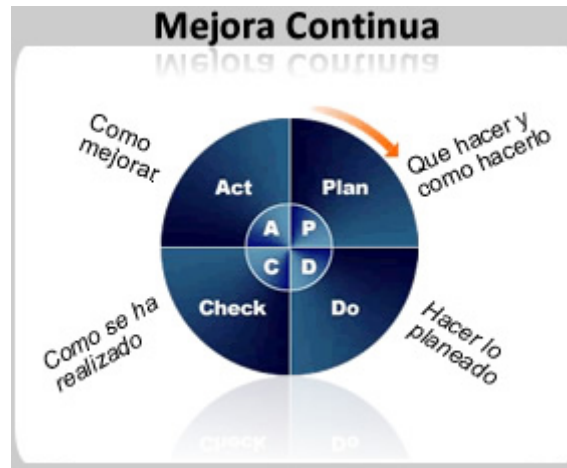 Mejora Continua
Como
mejorar
Que hacer y
como hacerlo
Act
Plan
A
P
C
D
Check
Do
Como se ha
realizado
Hacer lo
planeado